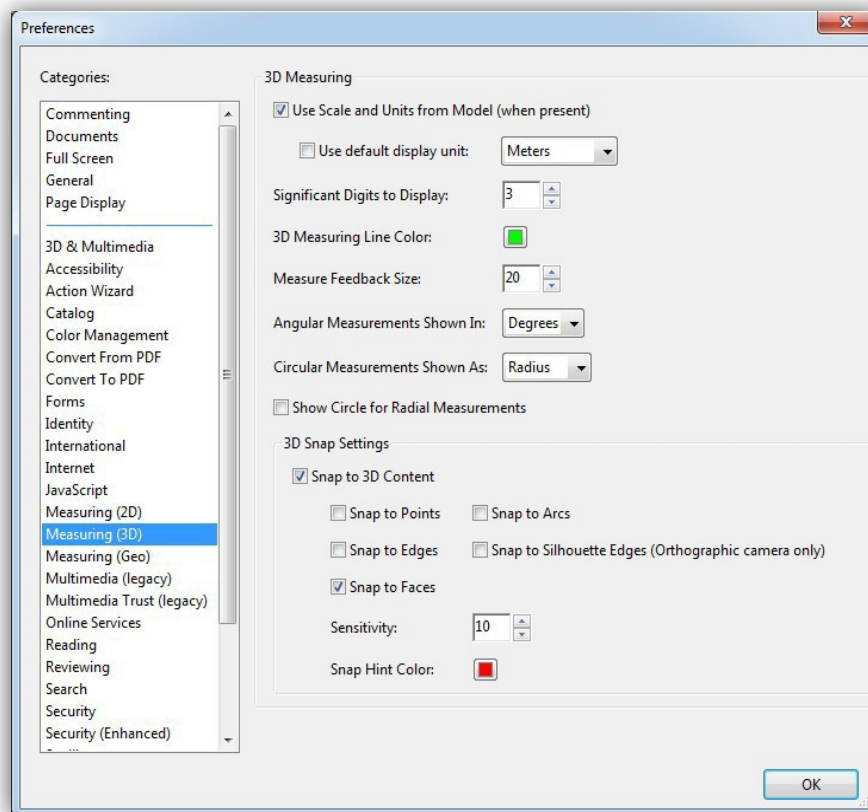 Preferences
Categories:
Commenting
Documents
Full Screen
General
Page Display
3D & Multimedia
Accessibility
Action Wizard
Catalog
Color Management
Convert From PDF
Convert To PDF
Forms
Identity
International
Internet
JavaScript
Measuring (2D)
Measuring (3D)
Measuring (Geo)
Multimedia (legacy)
Multimedia Trust (legacy)
Online Services
Reading
Reviewing
Search
Security
Security (Enhanced)
3D Measuring
Use Scale and Units from Model (when present)
Use default display unit: Meters
Significant Digits to Display: 3
3D Measuring Line Color:
Measure Feedback Size: 20
Angular Measurements Shown In: Degrees
Circular Measurements Shown As: Radius
Show Circle for Radial Measurements
3D Snap Settings
Snap to 3D Content
Snap to Points Snap to Arcs
Snap to Edges Snap to Silhouette Edges (Orthographic camera only)
Snap to Faces
Sensitivity: 10
Snap Hint Color:
OK